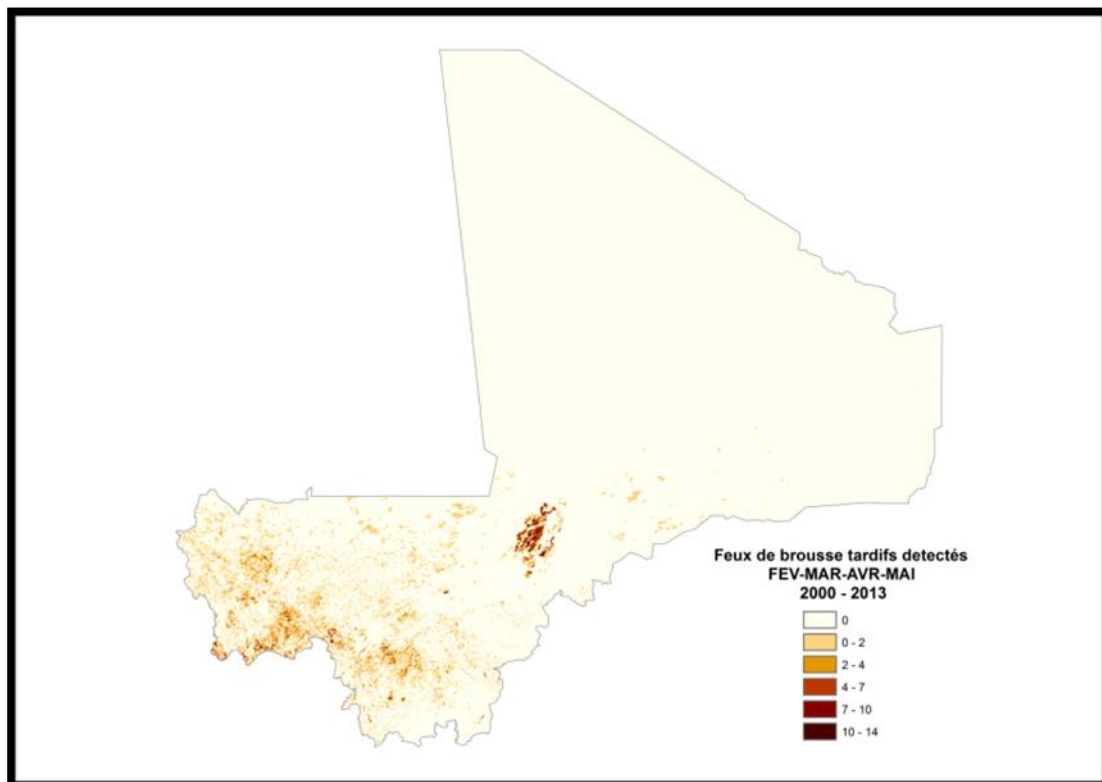 Feux de brousse tardifs detectés
FEV-MAR-AVR-MAI
2000 - 2013
0
0 - 2
2 - 4
4 - 7
7 - 10
10 - 14